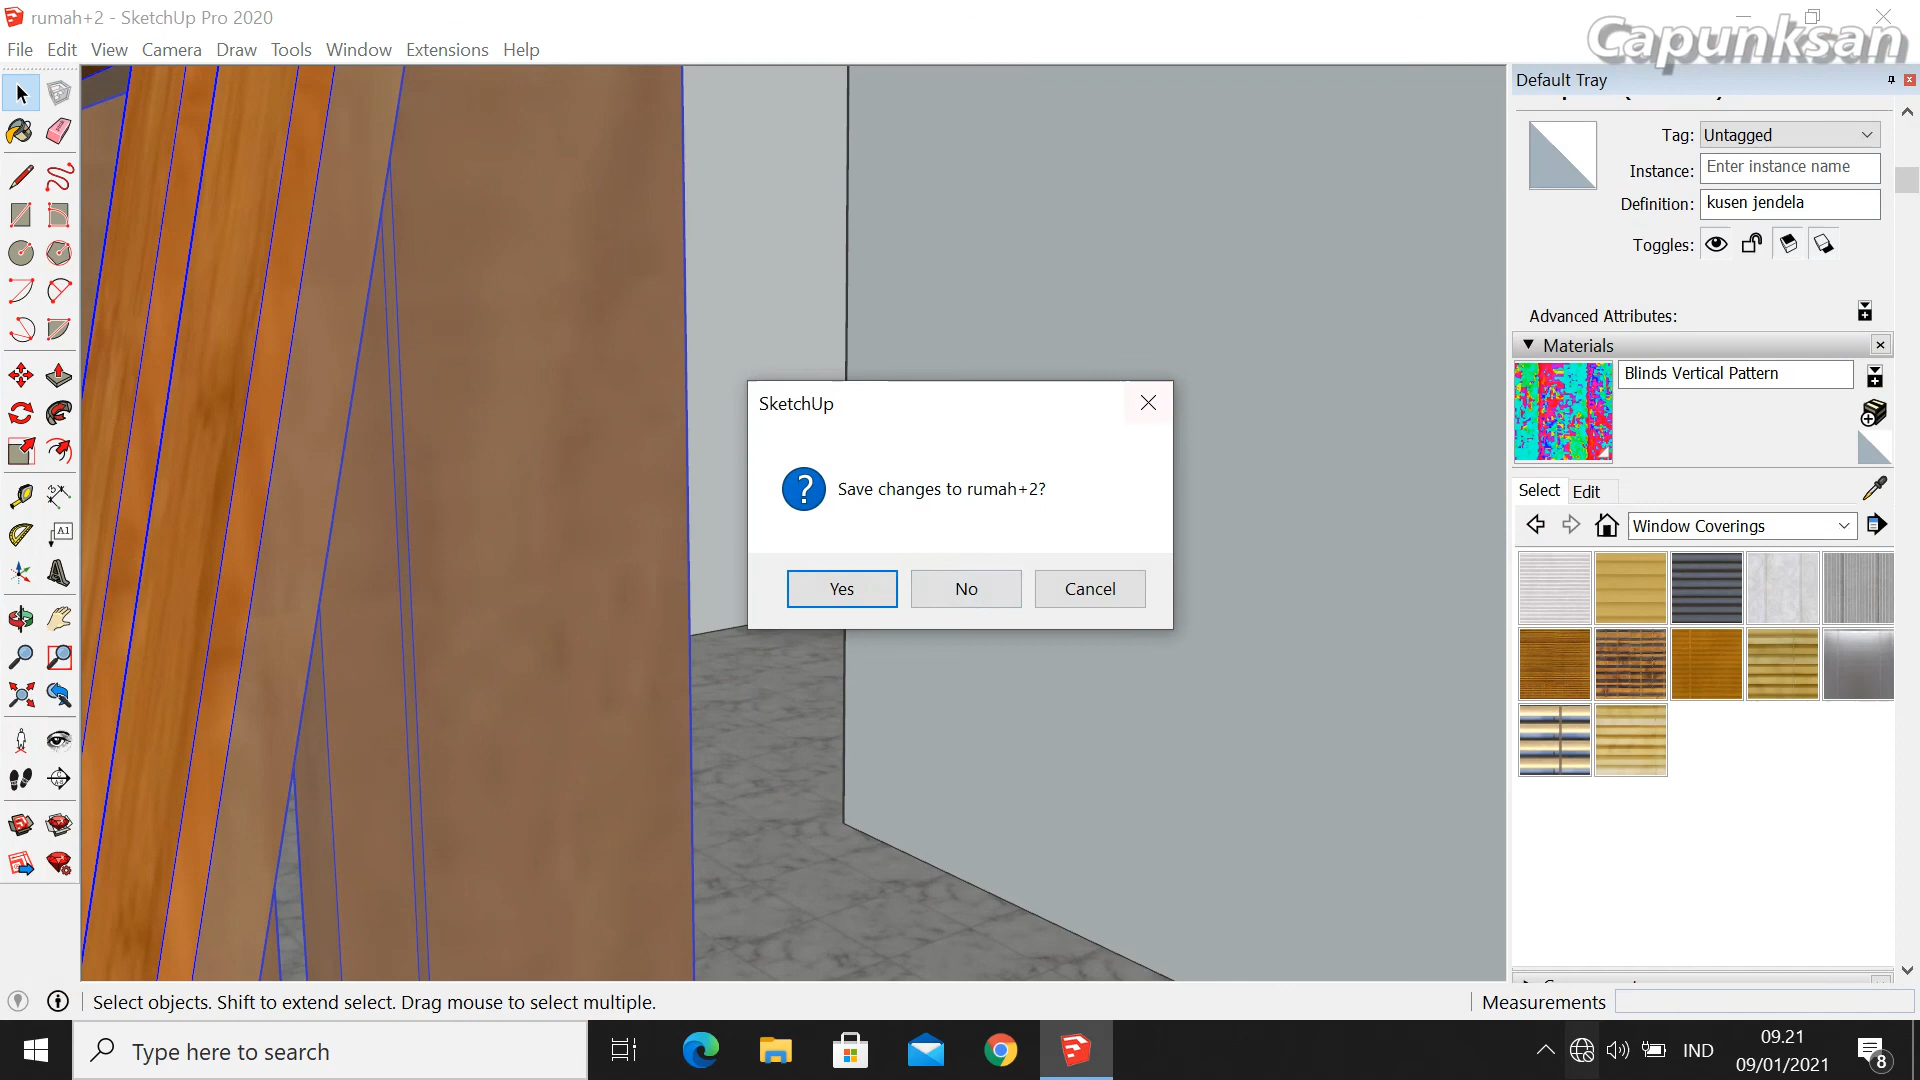 rumah+2 - SketchUp Pro 2020
Capunksan
File Edit View Camera Draw Tools Window Extensions Help
Default Tray
Tag: Untagged
Instance: Enter instance name
Definition: kusen jendela
Toggles:
Advanced Attributes:
Materials
Blinds Vertical Pattern
Select Edit
Window Coverings
A1
SketchUp
Save changes to rumah+2?
Yes No Cancel
Select objects. Shift to extend select. Drag mouse to select multiple.
Measurements
Type here to search
IND
09.21
09/01/2021
8